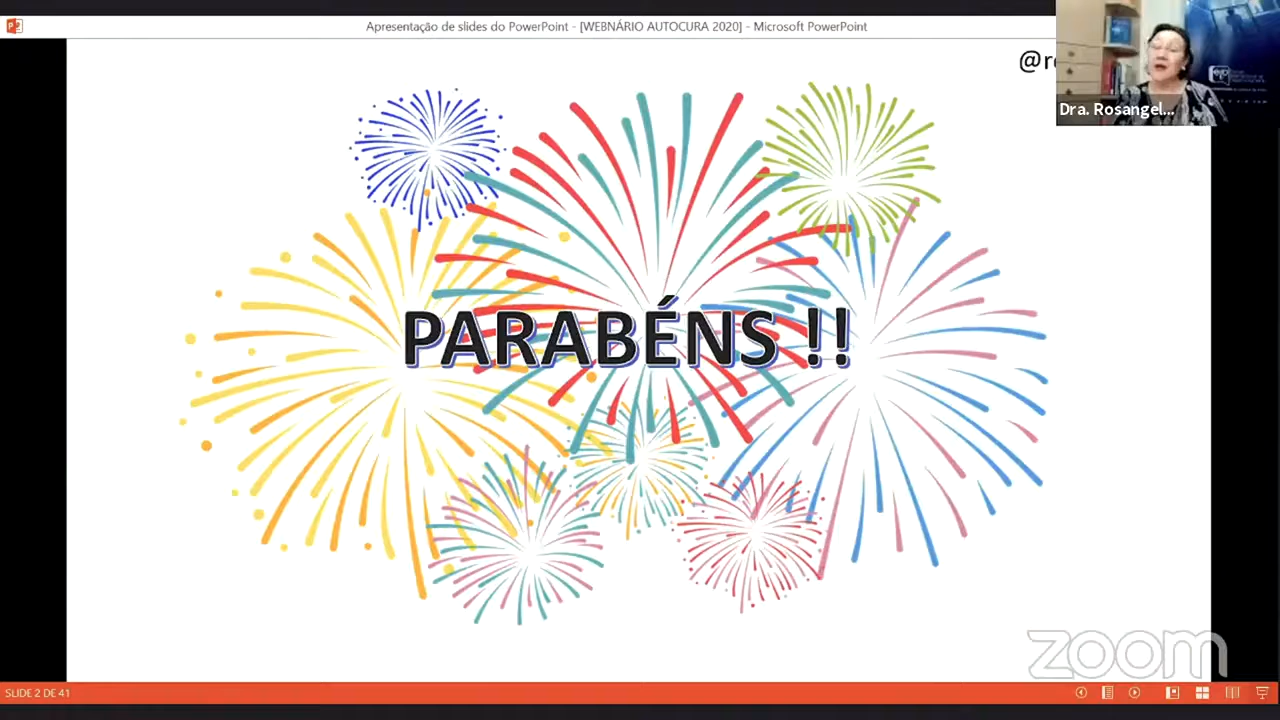 Apresentação de slides do PowerPoint - [WEBNÁRIO AUTOCURA 2020] - Microsoft PowerPoint
@r
Dra. Rosangel...
PARABÉNS !!
zoom
SLIDE 2 DE 41